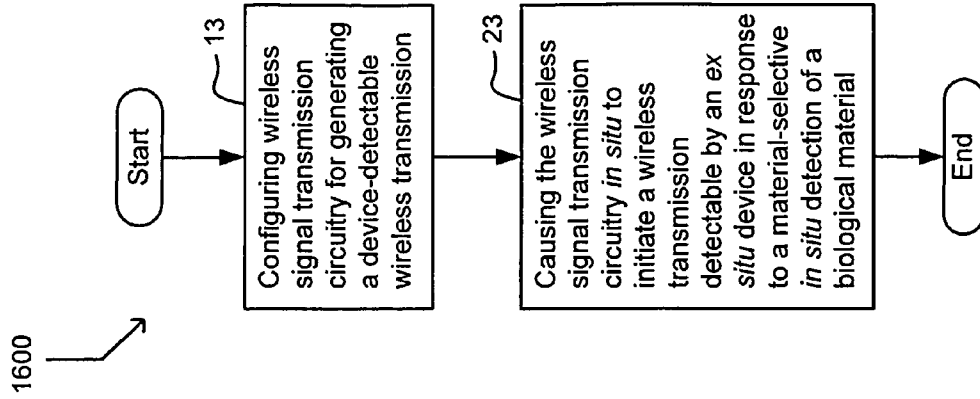 1600
Start
13
Configuring wireless
signal transmission
circuitry for generating
a device-detectable
wireless transmission
23
Causing the wireless
signal transmission
circuitry in situ to
initiate a wireless
transmission
detectable by an ex
situ device in response
to a material-selective
in situ detection of a
biological material
End